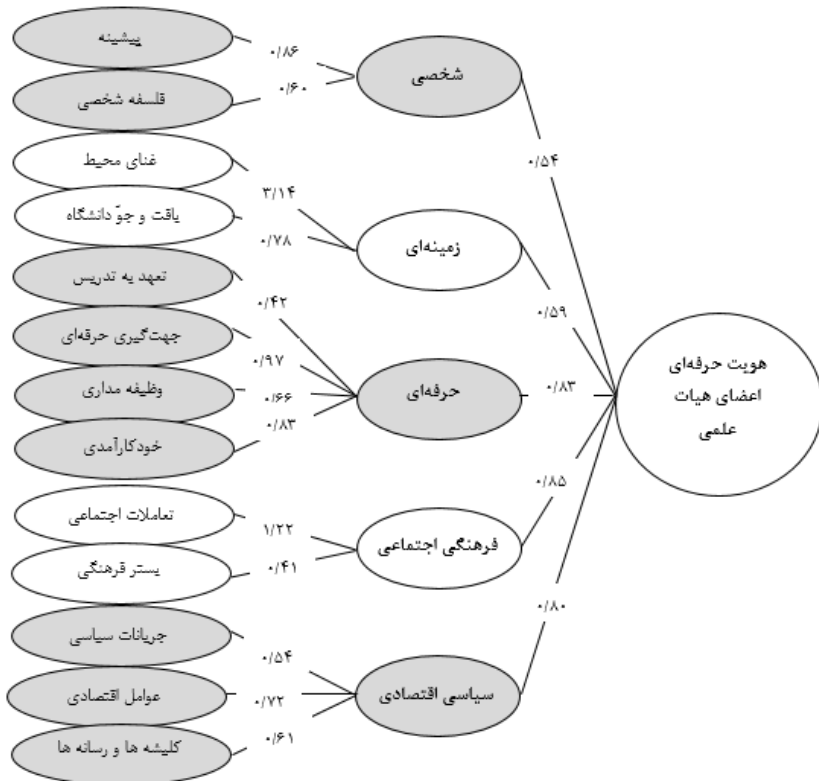 پیشینه
۰/۸۶
شخصی
فلسفه شخصی
۰/۶۰
۰/۵۴
غنای محیط
۳/۱۴
زمینه‌ای
یافت و جوّ دانشگاه
۰/۷۸
۰/۵۹
تعهد به تدریس
۰/۴۲
جهت‌گیری حرفه‌ای
۰/۹۷
حرفه‌ای
۰/۸۳
هویت حرفه‌ای
اعضای هیات
علمی
وظیفه مداری
۰/۶۶
خودکارآمدی
۰/۸۳
تعاملات اجتماعی
۱/۲۲
فرهنگی اجتماعی
۰/۸۵
بستر فرهنگی
۰/۴۱
جریانات سیاسی
۰/۵۴
۰/۸۰
عوامل اقتصادی
۰/۷۲
سیاسی اقتصادی
کلیشه ها و رسانه ها
۰/۶۱